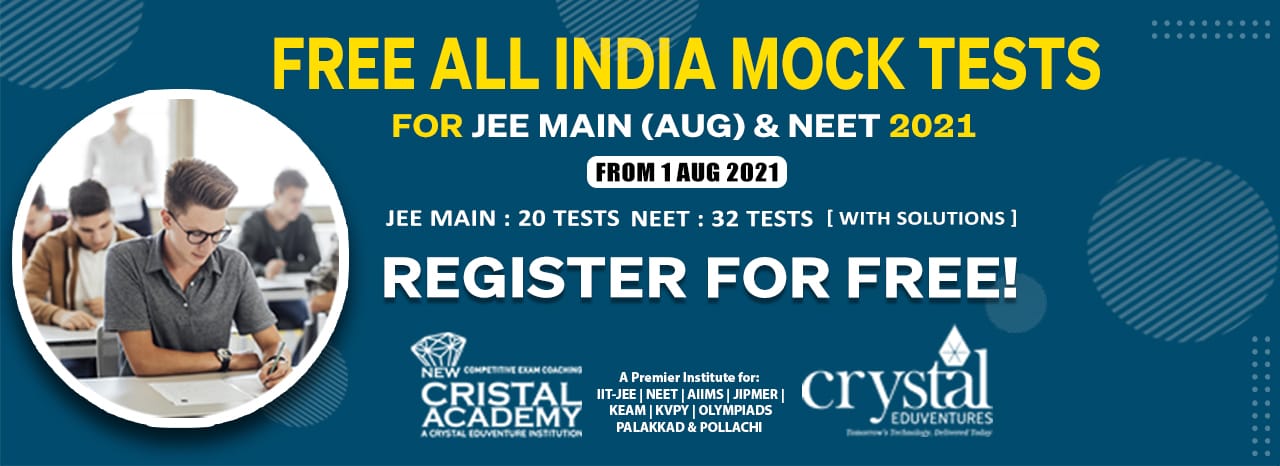 FREE ALL INDIA MOCK TESTS
FOR JEE MAIN (AUG) & NEET 2021
FROM 1 AUG 2021
JEE MAIN : 20 TESTS NEET : 32 TESTS [ WITH SOLUTIONS ]
REGISTER FOR FREE!
NEW COMPETITIVE EXAM COACHING
CRISTAL
ACADEMY
A CRYSTAL EDUVENTURE INSTITUTION
A Premier Institute for:
IIT-JEE | NEET | AIIMS | JIPMER |
KEAM | KVPY | OLYMPIADS
PALAKKAD & POLLACHI
crystal
EDUVENTURES
Tomorrow's Technology, Delivered Today